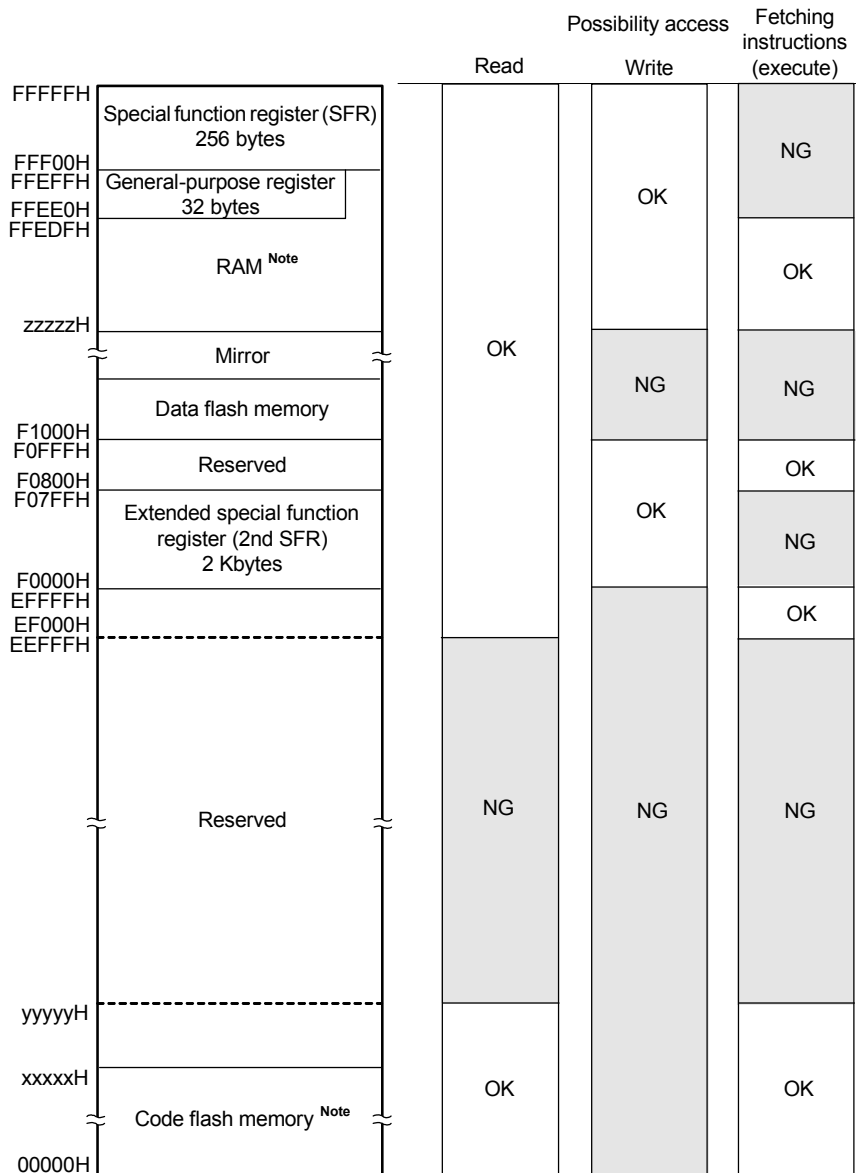 Possibility access
Fetching
instructions
(execute)
Read
Write
FFFFFH
Special function register (SFR)
256 bytes
NG
FFF00H
FFEFFH
General-purpose register
32 bytes
OK
FFEE0H
FFEDFH
RAM Note
OK
zzzzzH
Mirror
OK
NG
NG
Data flash memory
F1000H
F0FFFH
Reserved
OK
F0800H
F07FFH
Extended special function
register (2nd SFR)
2 Kbytes
OK
NG
F0000H
EFFFFH
OK
EF000H
EEFFFH
Reserved
NG
NG
NG
yyyyyH
xxxxxH
Code flash memory Note
OK
OK
00000H